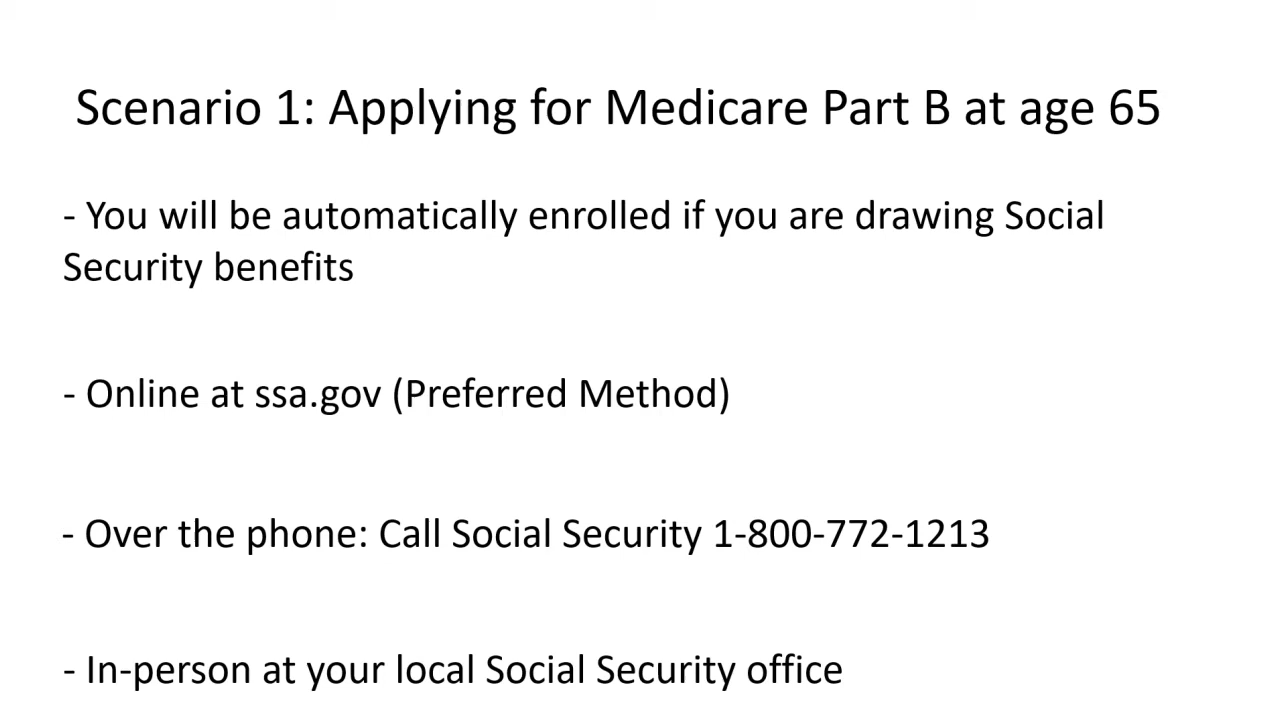 Scenario 1: Applying for Medicare Part B at age 65
- You will be automatically enrolled if you are drawing Social
Security benefits
- Online at ssa.gov (Preferred Method)
- Over the phone: Call Social Security 1-800-772-1213
- In-person at your local Social Security office